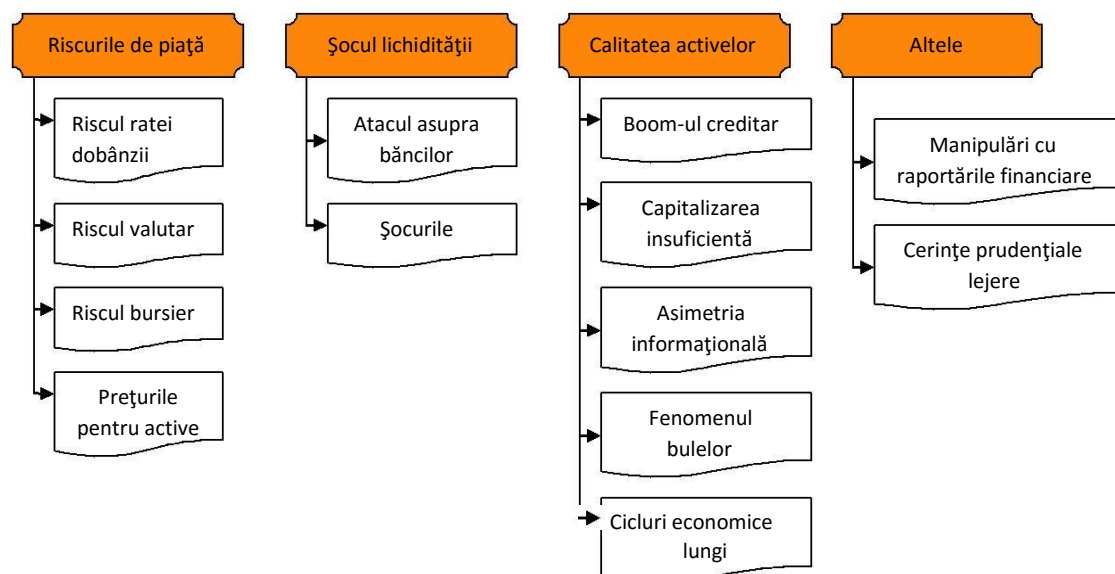 Riscurile de piaţă
Riscul ratei
dobânzii
Riscul valutar
Riscul bursier
Preţurile
pentru active
Şocul lichidităţii
Atacul asupra
băncilor
Şocurile
Calitatea activelor
Boom-ul creditar
Capitalizarea
insuficientă
Asimetria
informaţională
Fenomenul
bulelor
Cicluri economice
lungi
Altele
Manipulări cu
raportările financiare
Cerinţe prudenţiale
lejere